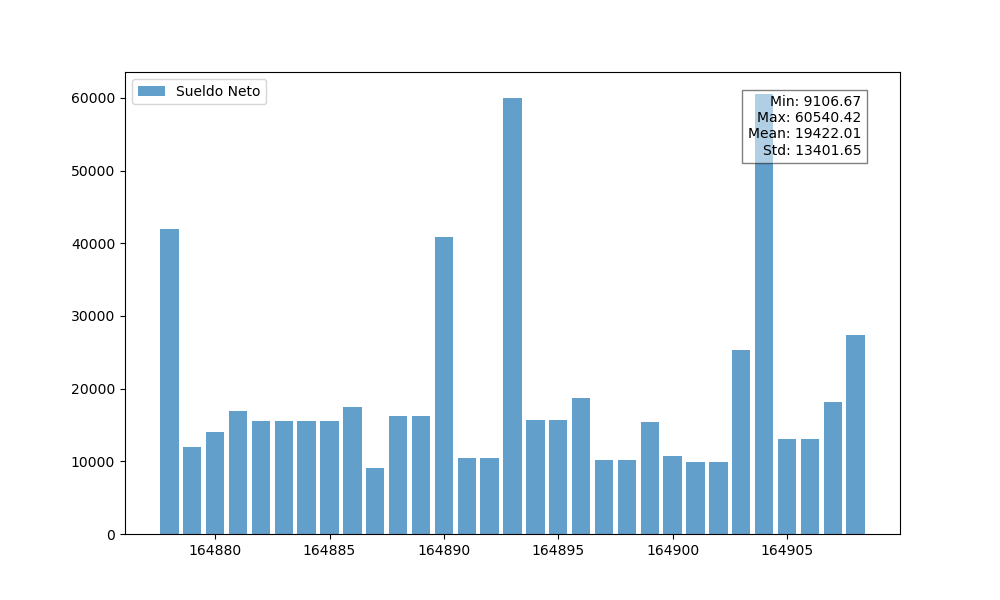 Sueldo Neto
Min: 9106.67
Max: 60540.42
Mean: 19422.01
Std: 13401.65
60000
50000
40000
30000
20000
10000
0
164880 164885 164890 164895 164900 164905